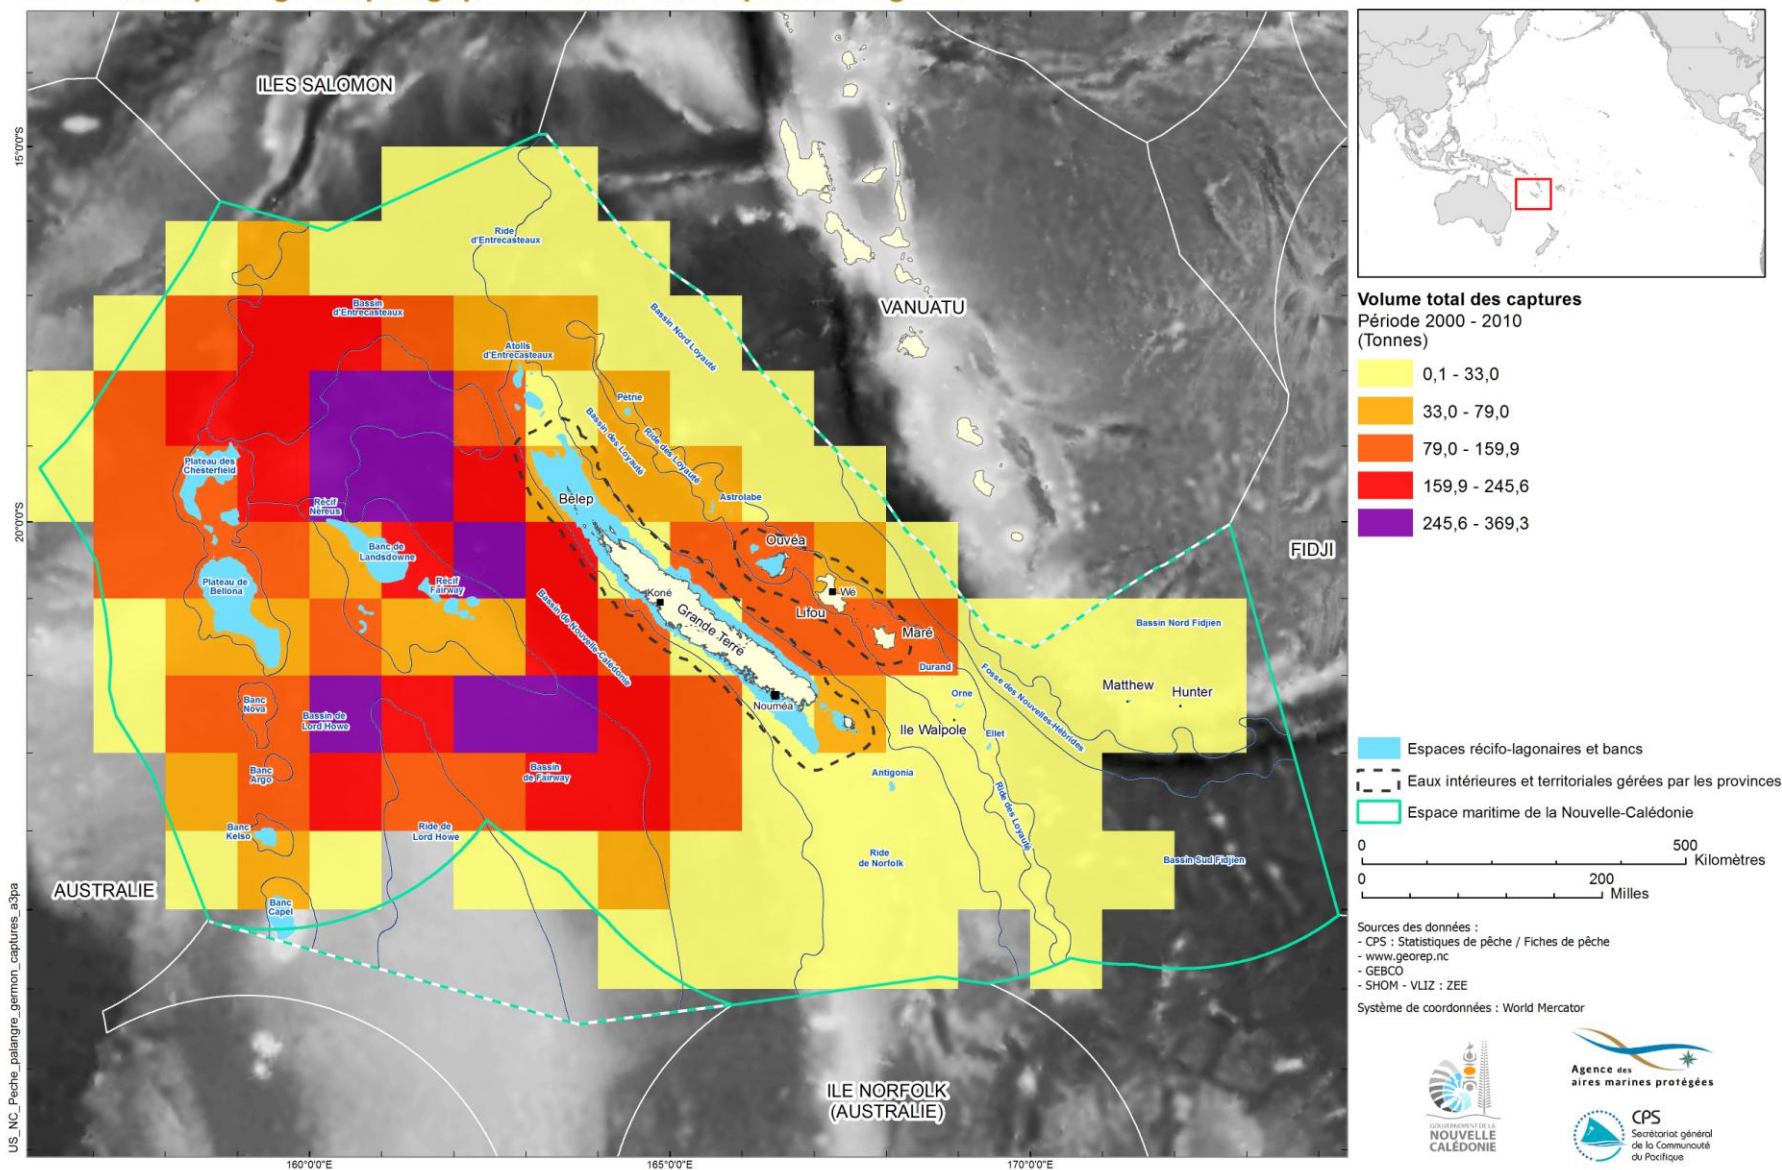 ILES SALOMON
VANUATU
FIDJI
AUSTRALIE
ILE NORFOLK
(AUSTRALIE)
15°0'0"S
20°0'0"S
160°0'0"E
165°0'0"E
170°0'0"E
Ride
d'Entrecasteaux
Bassin
d'Entrecasteaux
Atolls
d'Entrecasteaux
Bassin Nord Loyauté
Pétrie
Bassin des Loyauté
Ride des Loyauté
Astrolabe
Plateau des
Chesterfield
Récif
Néreus
Bélep
Banc de
Landsdowne
Récif
Fairway
Plateau de
Bellona
Ouvéa
Wé
Lifou
Koné
Grande Terre
Maré
Bassin de Nouvelle-Calédonie
Durand
Bassin Nord Fidjien
Matthew
Hunter
Fosse des Nouvelles-Hébrides
Orne
Nouméa
Ile Walpole
Ellet
Banc
Nova
Bassin de
Lord Howe
Banc
Argo
Bassin
de Fairway
Antigonia
Ride des Loyauté
Banc
Kelso
Ride de
Lord Howe
Ride
de Norfolk
Bassin Sud Fidjien
Banc
Capel
US_NC_Peche_palangre_germon_captures_a3pa
Volume total des captures
Période 2000 - 2010
(Tonnes)
0,1 - 33,0
33,0 - 79,0
79,0 - 159,9
159,9 - 245,6
245,6 - 369,3
Espaces récifo-lagonaires et bancs
Eaux intérieures et territoriales gérées par les provinces
Espace maritime de la Nouvelle-Calédonie
0 500
Kilomètres
0 200
Milles
Sources des données :
- CPS : Statistiques de pêche / Fiches de pêche
- www.georep.nc
- GEBCO
- SHOM - VLIZ : ZEE
Système de coordonnées : World Mercator
GOUVERNEMENT DE LA
NOUVELLE
CALÉDONIE
Agence des
aires marines protégées
CPS
Secrétariat général
de la Communauté
du Pacifique